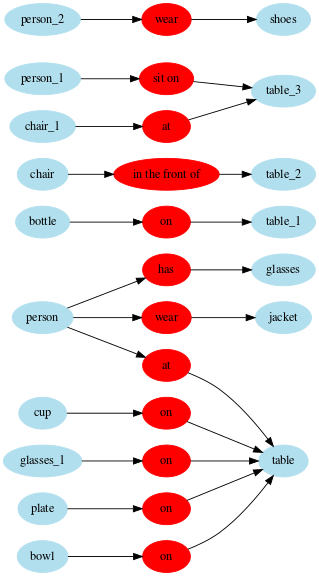 person_2 wear shoes
person_1 sit on table_3
chair_1 at
chair in the front of table_2
bottle on table_1
has glasses
person wear jacket
at
cup on
glasses_1 on table
plate on
bowl on